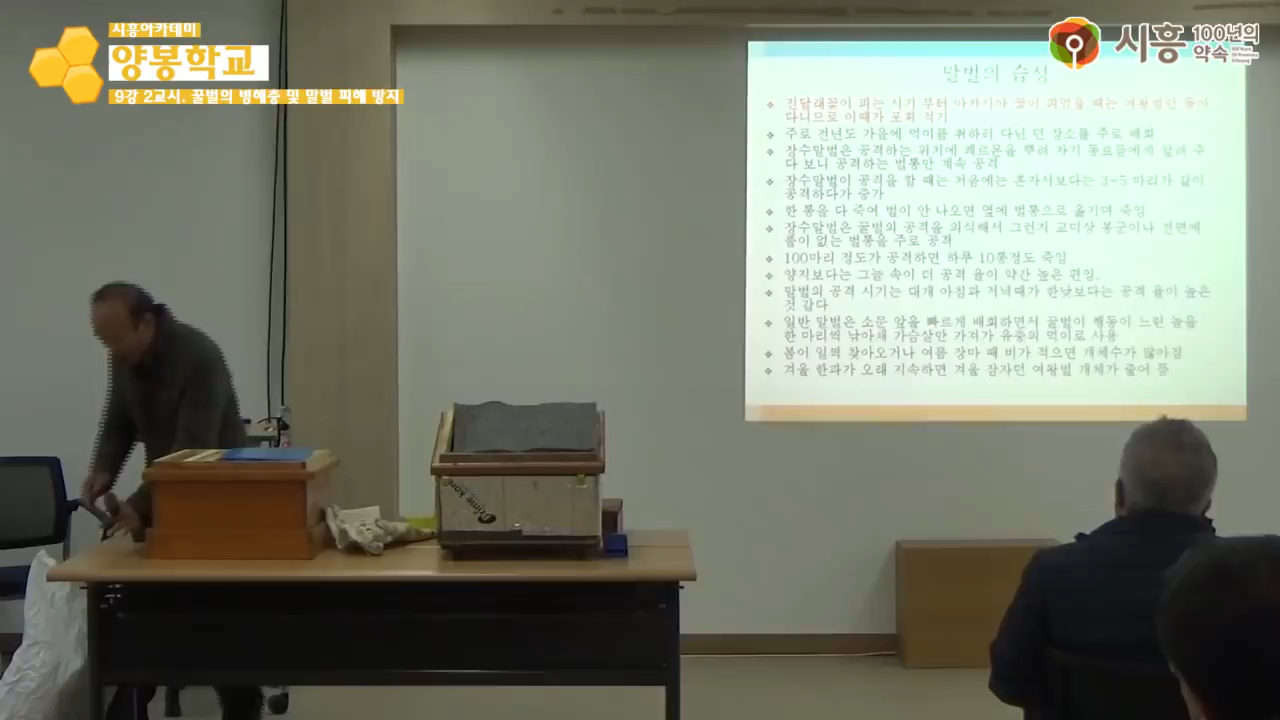 시흥아카데미
양봉학교
9강 2교시. 꿀벌의 병해충 및 말벌 피해 방지
시흥 100년의 약속
말벌의 습성
진달래꽃이 피는 시기 부터 아카시아 꽃이 피었을 때는 여왕벌만 돌아
다니므로 이때가 포획 적기
주로 전년도 가을에 먹이를 취하러 다닌 던 장소를 주로 배회
장수말벌은 공격하는 위치에 페르몬을 뿌려 자기 동료들에게 알려 주
다 보니 공격하는 벌통만 계속 공격
장수말벌이 공격을 할 때는 처음에는 혼자서보다는 3~5 마리가 같이
공격하다가 증가
한 통을 다 죽여 벌이 안 나오면 옆에 벌통으로 옮기며 죽임
장수말벌은 꿀벌의 공격을 의식해서 그런지 교미상 봉군이나 전면에
풀이 없는 벌통을 주로 공격
100마리 정도가 공격하면 하루 10통정도 죽임
양지보다는 그늘 속이 더 공격 율이 약간 높은 편임.
말벌의 공격 시기는 대개 아침과 저녁때가 한낮보다는 공격 율이 높은
것 같다
일반 말벌은 소문 앞을 빠르게 배회하면서 꿀벌이 행동이 느린 놈을
한 마리씩 낚아채 가슴살만 가져가 유충의 먹이로 사용
봄이 일찍 찾아오거나 여름 장마 때 비가 적으면 개체수가 많아짐
겨울 한파가 오래 지속하면 겨울 잠자던 여왕벌 개체가 줄어 듬
Prime